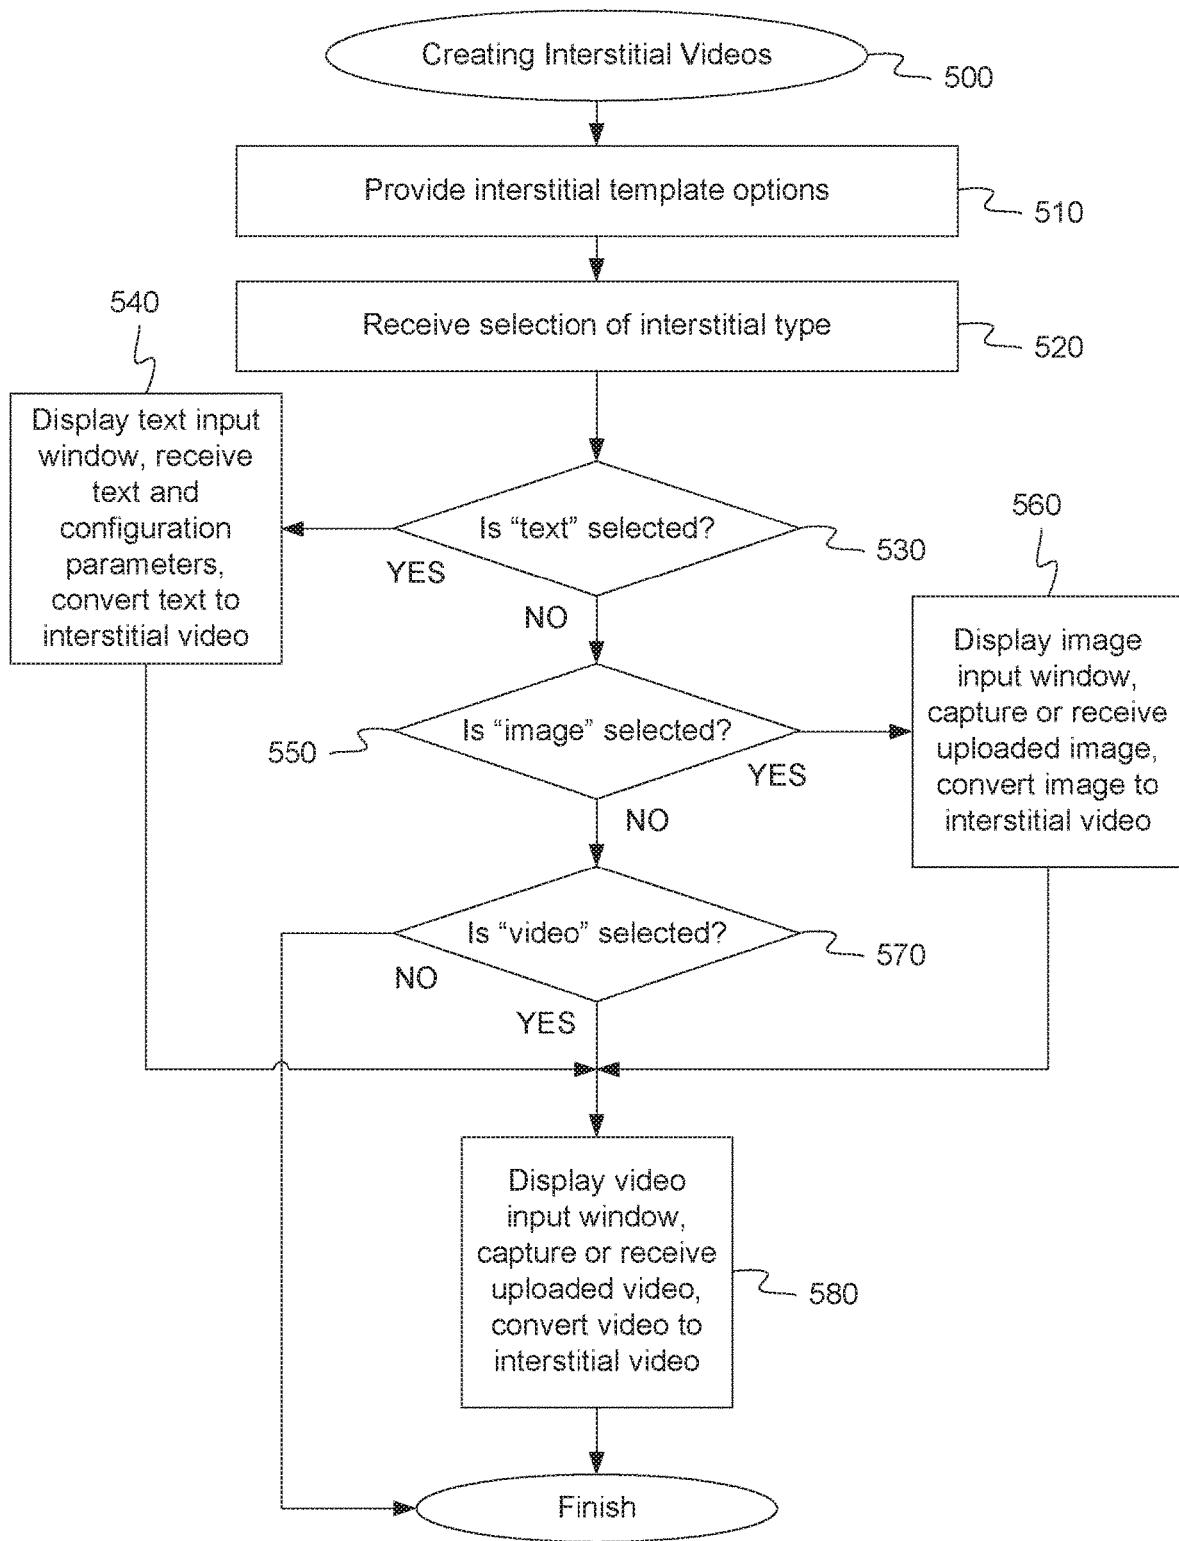 Creating Interstitial Videos
500
Provide interstitial template options
510
Receive selection of interstitial type
520
540
Display text input
window, receive
text and
configuration
parameters,
convert text to
interstitial video
Is “text” selected?
530
YES
NO
560
Display image
input window,
capture or receive
uploaded image,
convert image to
interstitial video
Is “image” selected?
550
YES
NO
Is “video” selected?
570
NO
YES
Display video
input window,
capture or receive
uploaded video,
convert video to
interstitial video
580
Finish